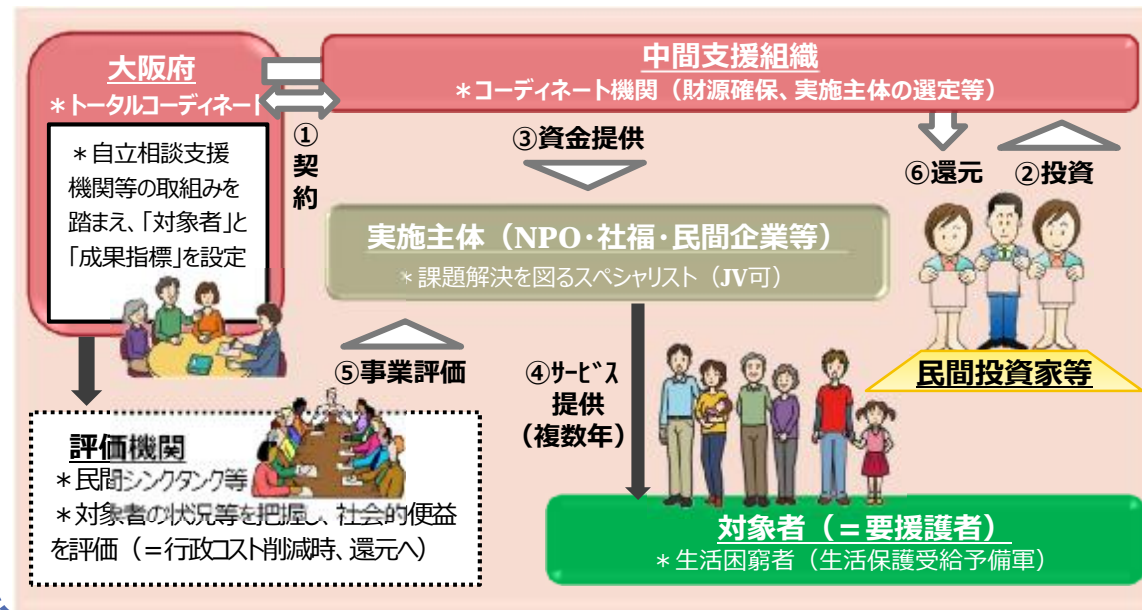 大阪府
＊トータルコーディネート
＊自立相談支援
機関等の取組みを
踏まえ、「対象者」と
「成果指標」を設定
①
契
約
中間支援組織
＊コーディネート機関（財源確保、実施主体の選定等）
③資金提供
⑥還元
②投資
実施主体（NPO・社福・民間企業等）
＊課題解決を図るスペシャリスト（JV可）
民間投資家等
⑤事業評価
④ｻｰﾋﾞｽ
提供
（複数年）
評価機関
＊民間シンクタンク等
＊対象者の状況等を把握し、社会的便益
を評価（＝行政コスト削減時、還元へ）
対象者（＝要援護者）
＊生活困窮者（生活保護受給予備軍）